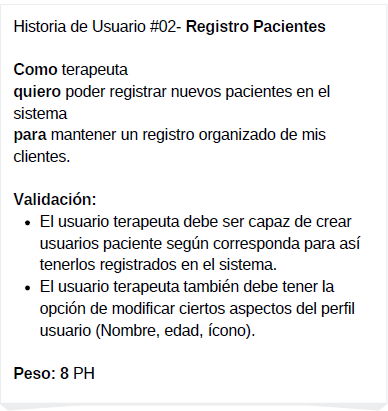 Historia de Usuario #02- Registro Pacientes
Como terapeuta
quiero poder registrar nuevos pacientes en el
sistema
para mantener un registro organizado de mis
clientes.
Validación:
• El usuario terapeuta debe ser capaz de crear
usuarios paciente según corresponda para así
tenerlos registrados en el sistema.
• El usuario terapeuta también debe tener la
opción de modificar ciertos aspectos del perfil
usuario (Nombre, edad, ícono).
Peso: 8 PH